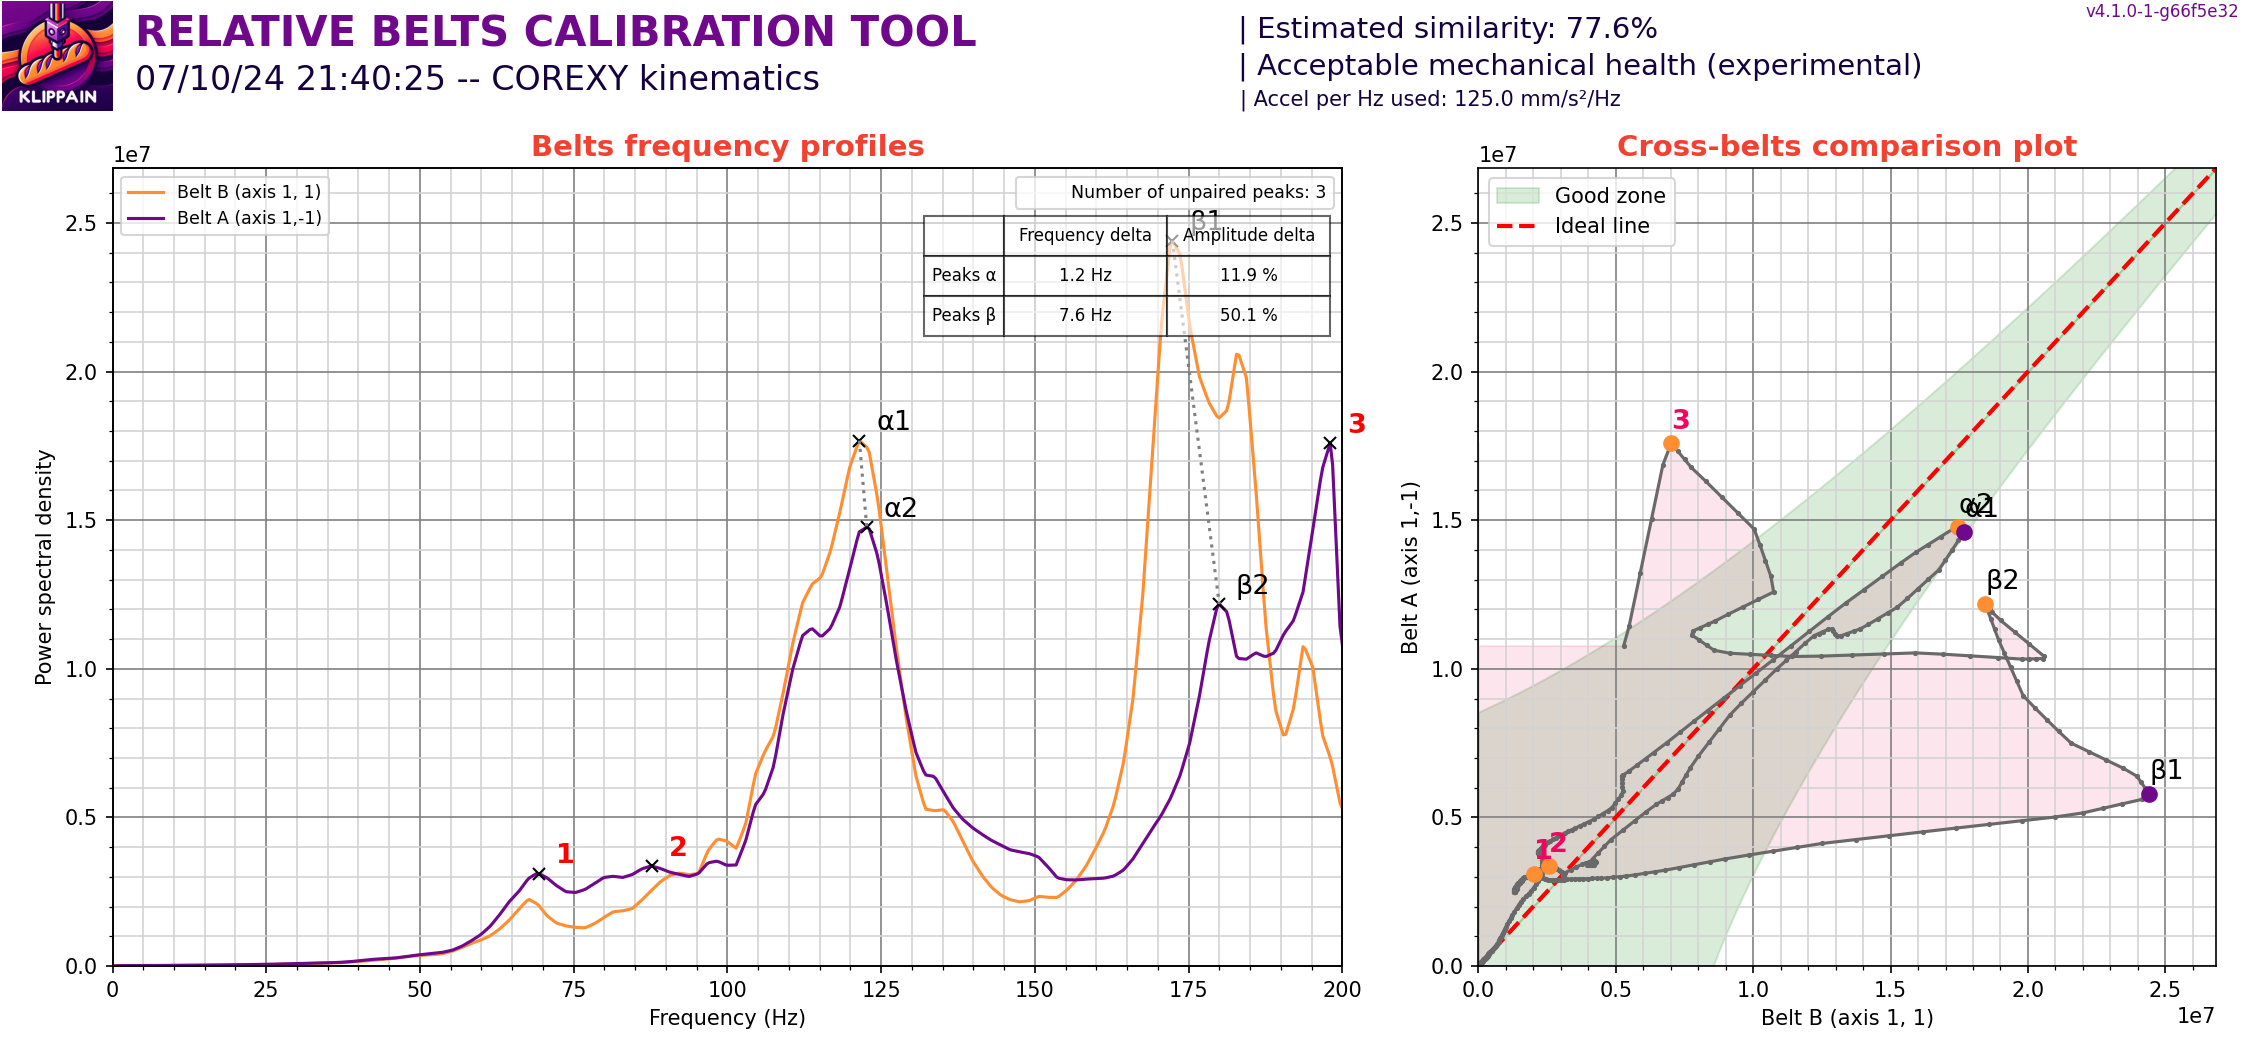 KLIPPAIN
RELATIVE BELTS CALIBRATION TOOL
07/10/24 21:40:25 -- COREXY kinematics
| Estimated similarity: 77.6%
| Acceptable mechanical health (experimental)
| Accel per Hz used: 125.0 mm/s²/Hz
v4.1.0-1-g66f5e32
Belts frequency profiles
1e7
Belt B (axis 1, 1)
Belt A (axis 1,-1)
Number of unpaired peaks: 3
Frequency delta Amplitude delta
Peaks α 1.2 Hz 11.9 %
Peaks β 7.6 Hz 50.1 %
β1
α1
α2
β2
1
2
3
Power spectral density
2.5
2.0
1.5
1.0
0.5
0.0
0 25 50 75 100 125 150 175 200
Frequency (Hz)
Cross-belts comparison plot
1e7
Good zone
Ideal line
3
α2
α1
β2
β1
1
2
Belt A (axis 1,-1)
2.5
2.0
1.5
1.0
0.5
0.0
0.0 0.5 1.0 1.5 2.0 2.5
Belt B (axis 1, 1)
1e7